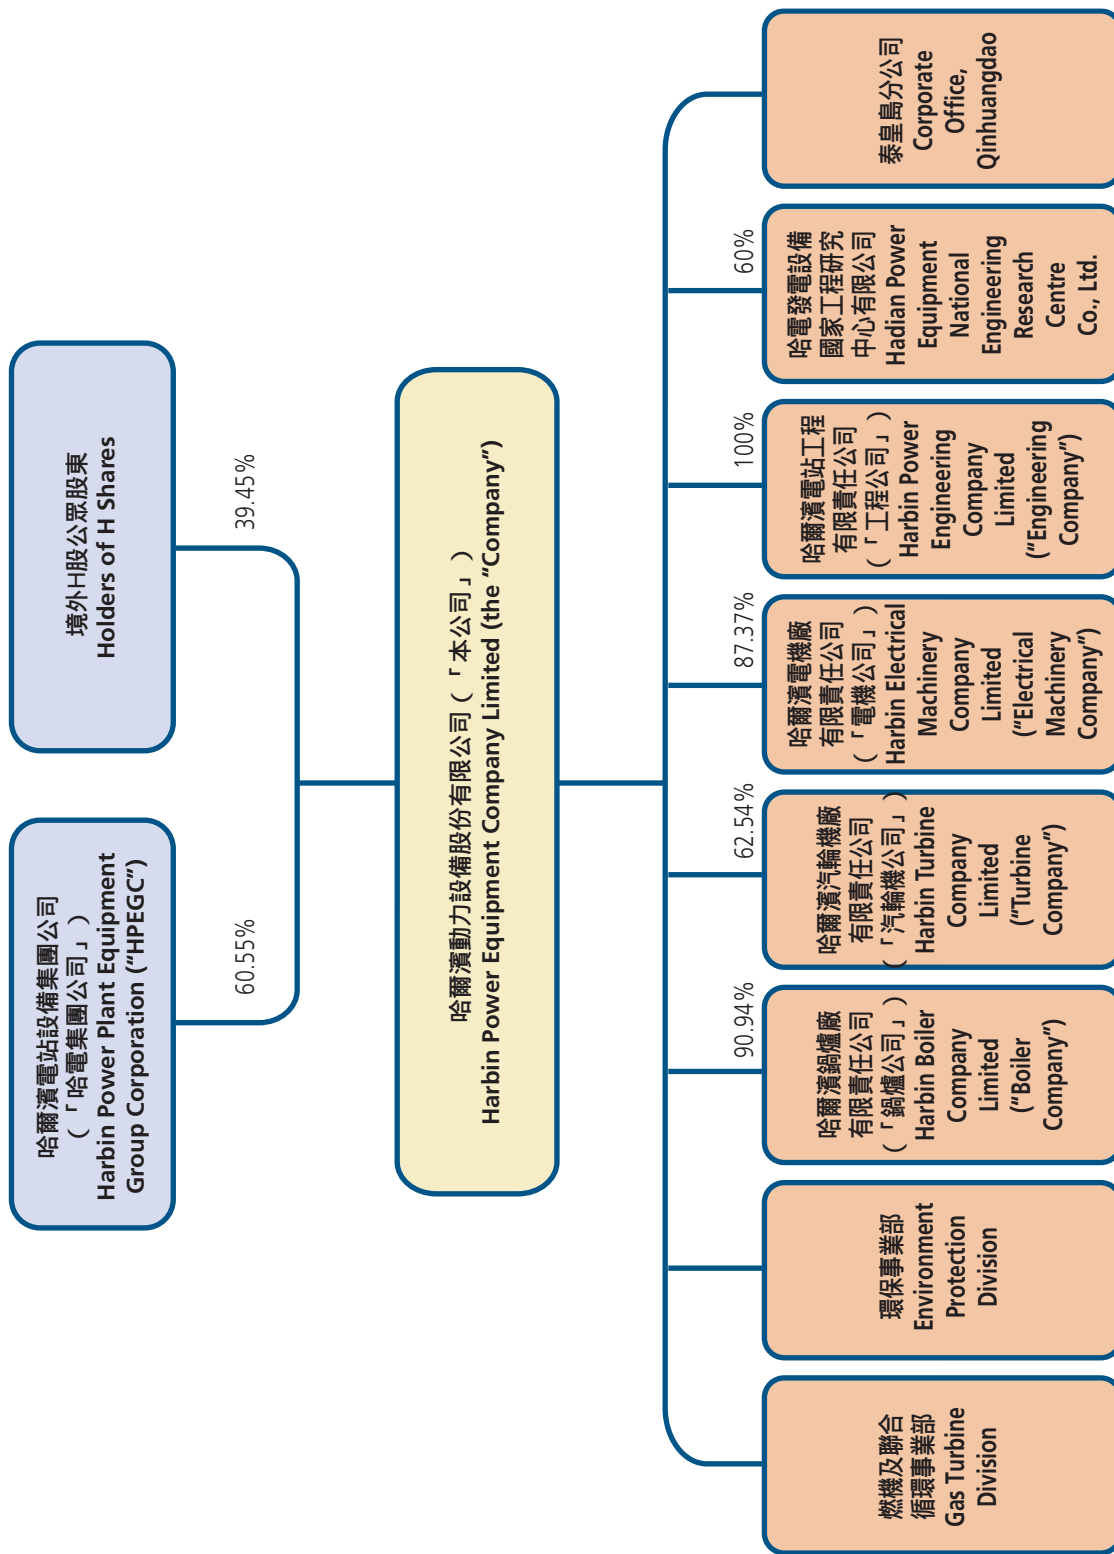 哈爾濱電站設備集團公司
（「哈電集團公司」）
Harbin Power Plant Equipment
Group Corporation (“HPEGC”)
境外H股公眾股東
Holders of H Shares
60.55%
39.45%
哈爾濱動力設備股份有限公司（「本公司」）
Harbin Power Equipment Company Limited (the “Company”)
燃機及聯合
循環事業部
Gas Turbine
Division
環保事業部
Environment
Protection
Division
90.94%
哈爾濱鍋爐廠
有限責任公司
（「鍋爐公司」）
Harbin Boiler
Company
Limited
(“Boiler
Company”)
62.54%
哈爾濱汽輪機廠
有限責任公司
（「汽輪機公司」）
Harbin Turbine
Company
Limited
(“Turbine
Company”)
87.37%
哈爾濱電機廠
有限責任公司
（「電機公司」）
Harbin Electrical
Machinery
Company
Limited
(“Electrical
Machinery
Company”)
100%
哈爾濱電站工程
有限責任公司
（「工程公司」）
Harbin Power
Engineering
Company
Limited
(“Engineering
Company”)
60%
哈電發電設備
國家工程研究
中心有限公司
Hadian Power
Equipment
National
Engineering
Research
Centre
Co., Ltd.
泰皇島分公司
Corporate
Office,
Qinhuangdao